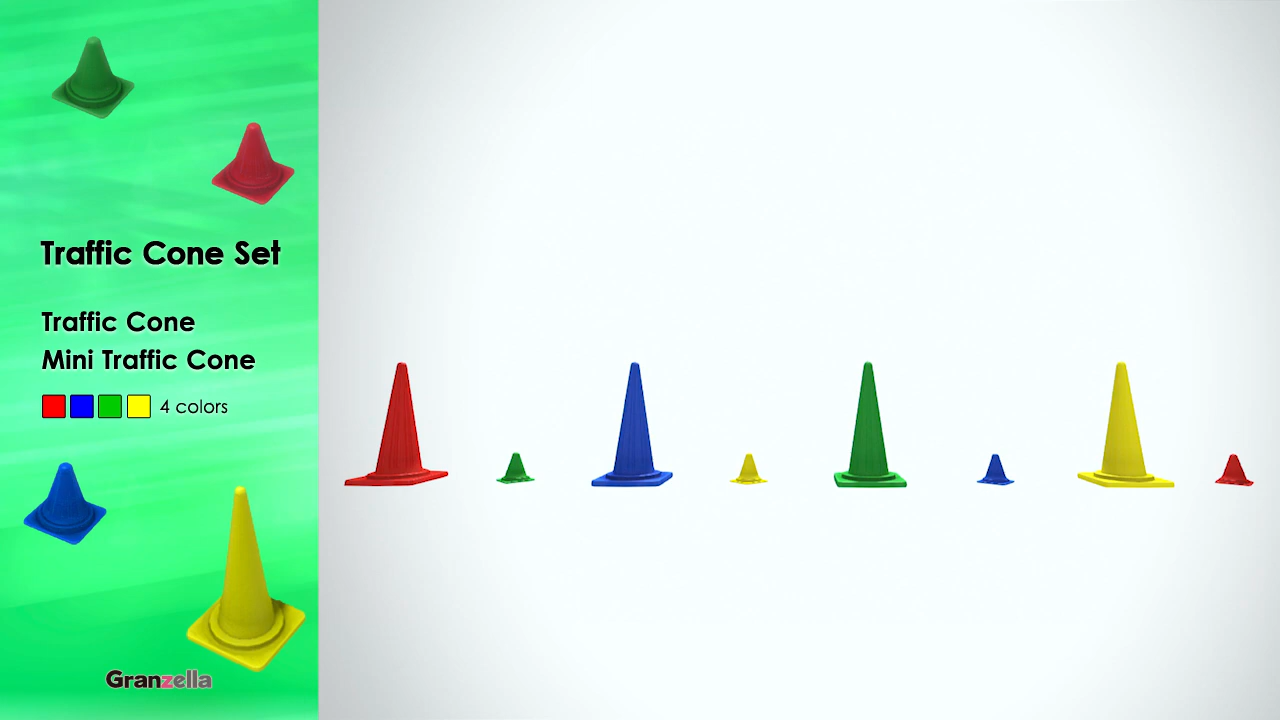 Traffic Cone Set
Traffic Cone
Mini Traffic Cone
4 colors
Granzella